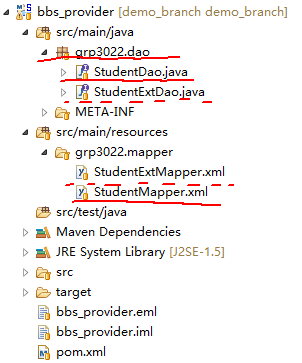 bbs_provider [demo_branch demo_branch]
src/main/java
grp3022.dao
StudentDao.java
StudentExtDao.java
META-INF
src/main/resources
grp3022.mapper
StudentExtMapper.xml
StudentMapper.xml
src/test/java
Maven Dependencies
JRE System Library [J2SE-1.5]
src
target
bbs_provider.eml
bbs_provider.iml
pom.xml